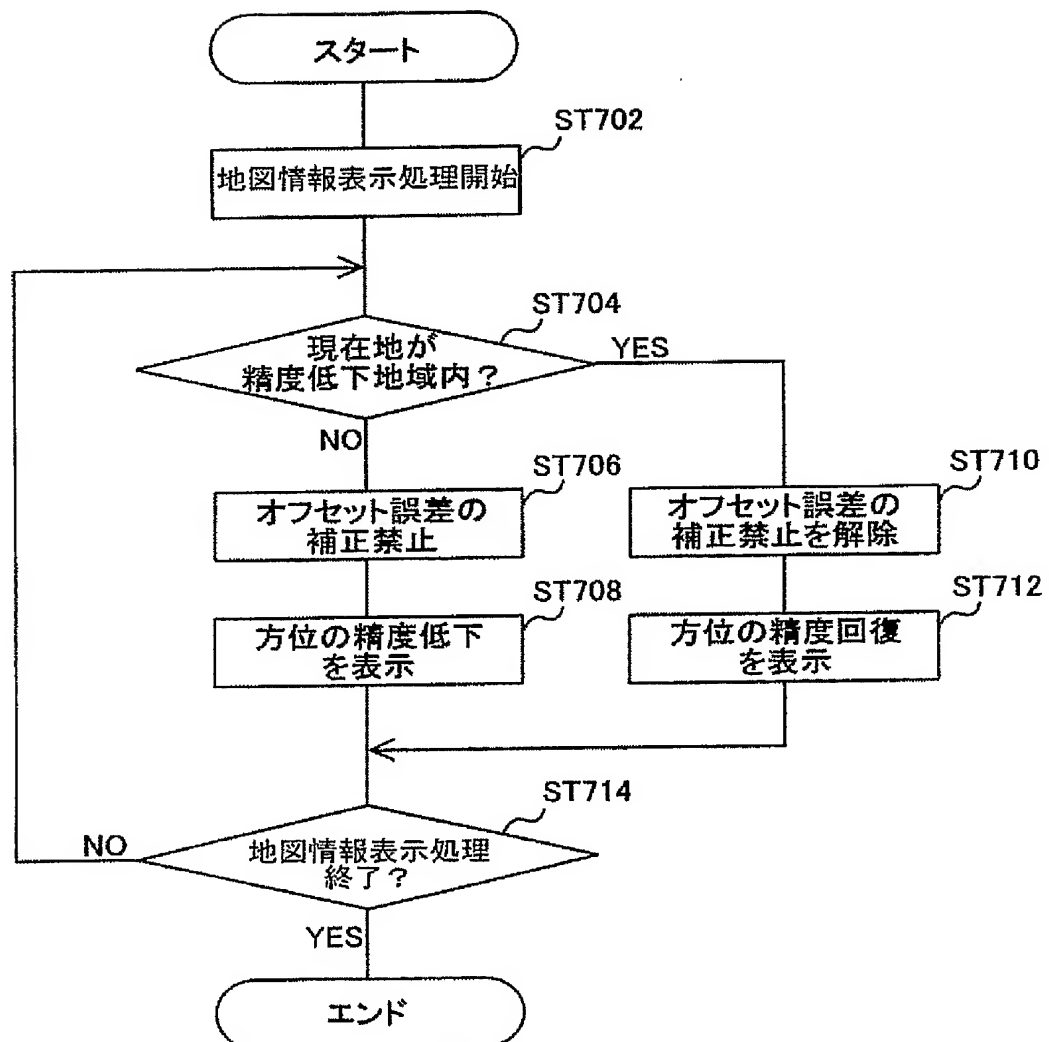 スタート
ST702
地図情報表示処理開始
ST704
現在地が
精度低下地域内？
YES
NO
ST706
オフセット誤差の
補正禁止
ST710
オフセット誤差の
補正禁止を解除
ST708
方位の精度低下
を表示
ST712
方位の精度回復
を表示
ST714
地図情報表示処理
終了？
NO
YES
エンド